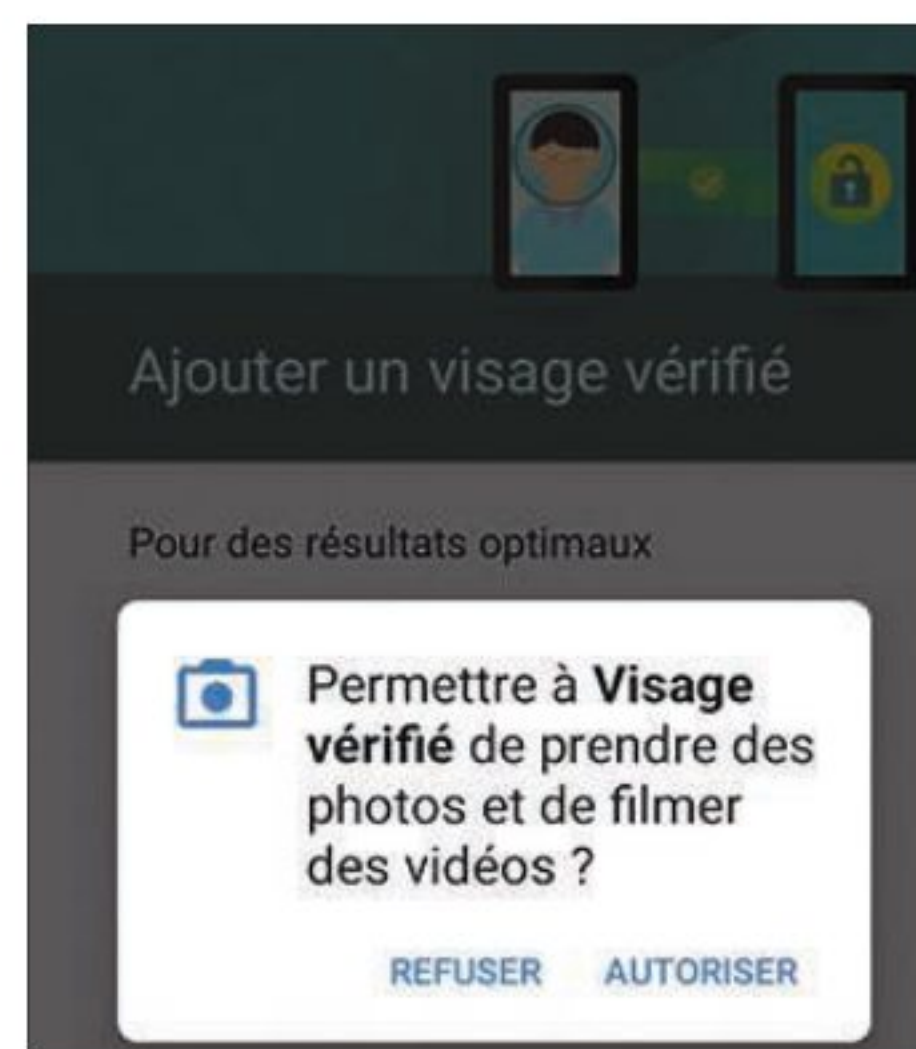 Ajouter un visage vérifié
Pour des résultats optimaux
Permettre à Visage
vérifié de prendre des
photos et de filmer
des vidéos ?
REFUSER AUTORISER